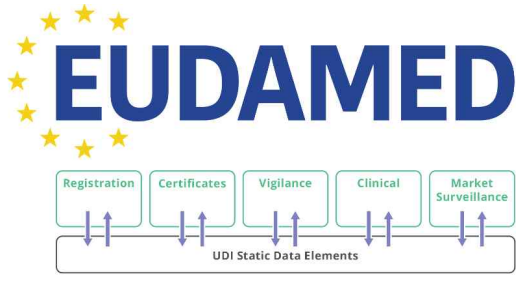 EUDAMED
Registration
Certificates
Vigilance
Clinical
Market
Surveillance
UDI Static Data Elements